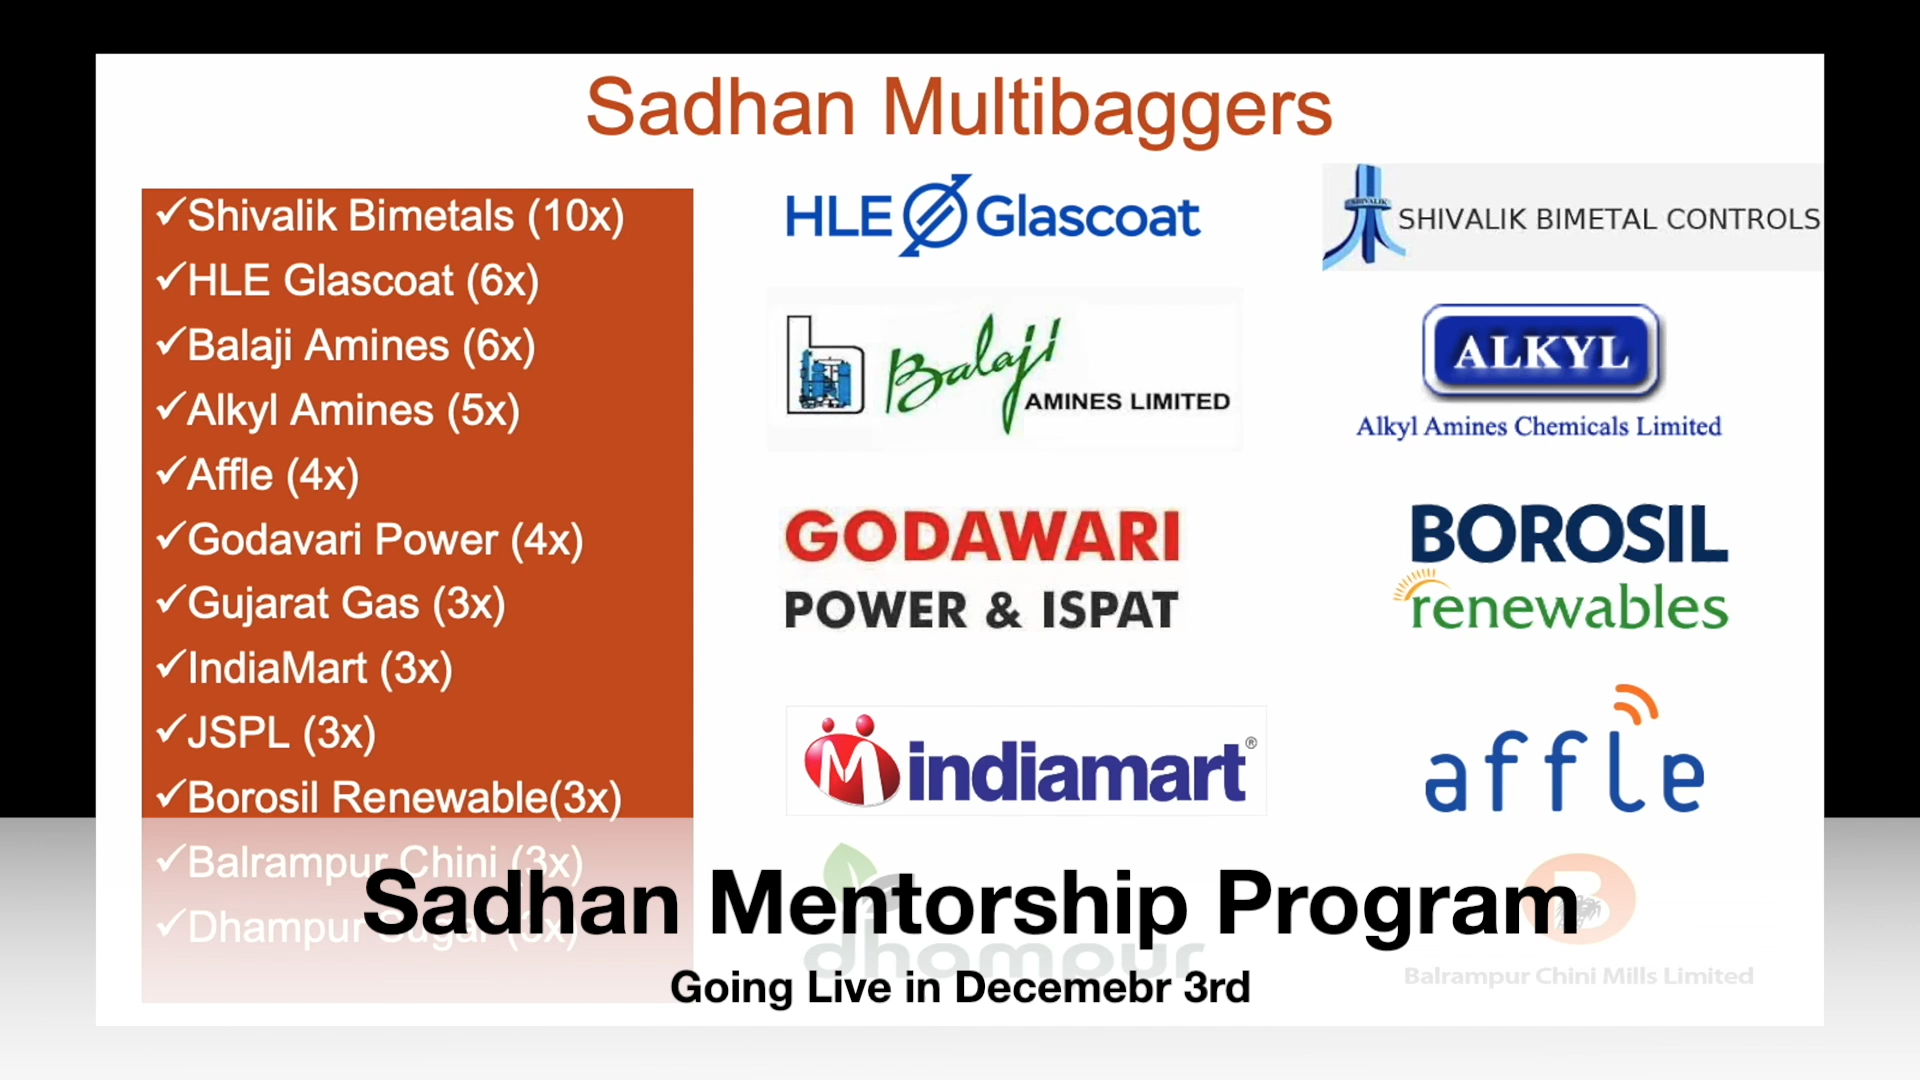 Sadhan Multibaggers
✓Shivalik Bimetals (10x)
✓HLE Glascoat (6x)
✓Balaji Amines (6x)
✓Alkyl Amines (5x)
✓Affle (4x)
✓Godavari Power (4x)
✓Gujarat Gas (3x)
✓IndiaMart (3x)
✓JSPL (3x)
✓Borosil Renewable(3x)
✓Balrampur Chini (3x)
✓Dhampur Sugar
HLE Glascoat
SHIVALIK
SHIVALIK BIMETAL CONTROLS
Balaji
AMINES LIMITED
ALKYL
Alkyl Amines Chemicals Limited
GODAWARI
POWER & ISPAT
BOROSIL
renewables
indiamart®
affle
dhampur
Balrampur Chini Mills Limited
Sadhan Mentorship Program
Going Live in Decemebr 3rd